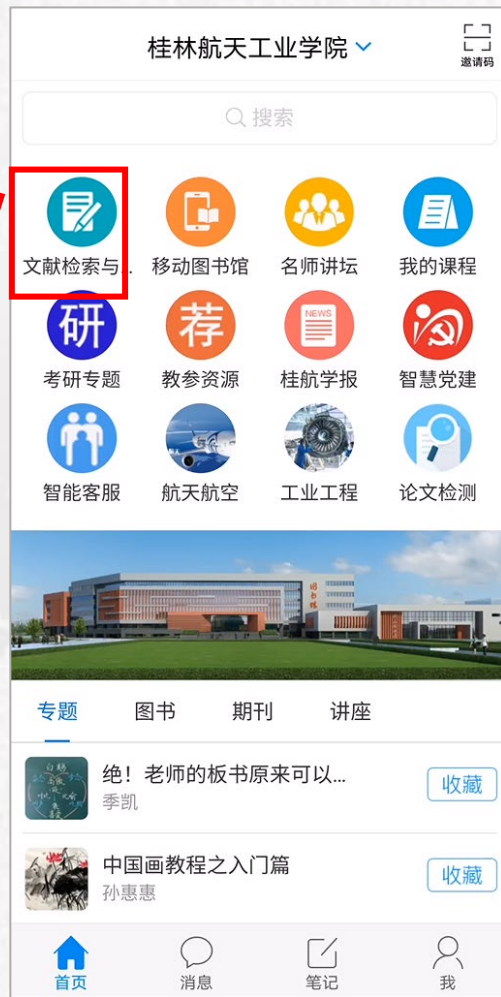 桂林航天工业学院
邀请码
搜索
文献检索与...
移动图书馆
名师讲坛
我的课程
研
荐
NEWS
考研专题
教参资源
桂航学报
智慧党建
智能客服
航天航空
工业工程
论文检测
图书馆
专题
图书
期刊
讲座
绝！老师的板书原来可以...
季凯
收藏
中国画教程之入门篇
孙惠惠
收藏
首页
消息
笔记
我